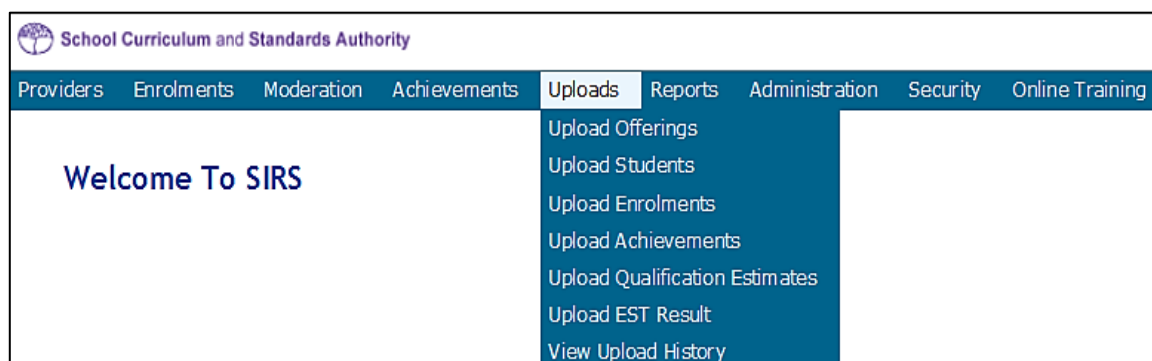 School Curriculum and Standards Authority
Providers Enrolments Moderation Achievements Uploads Reports Administration Security Online Training
Upload Offerings
Welcome To SIRS
Upload Students
Upload Enrolments
Upload Achievements
Upload Qualification Estimates
Upload EST Result
View Upload History